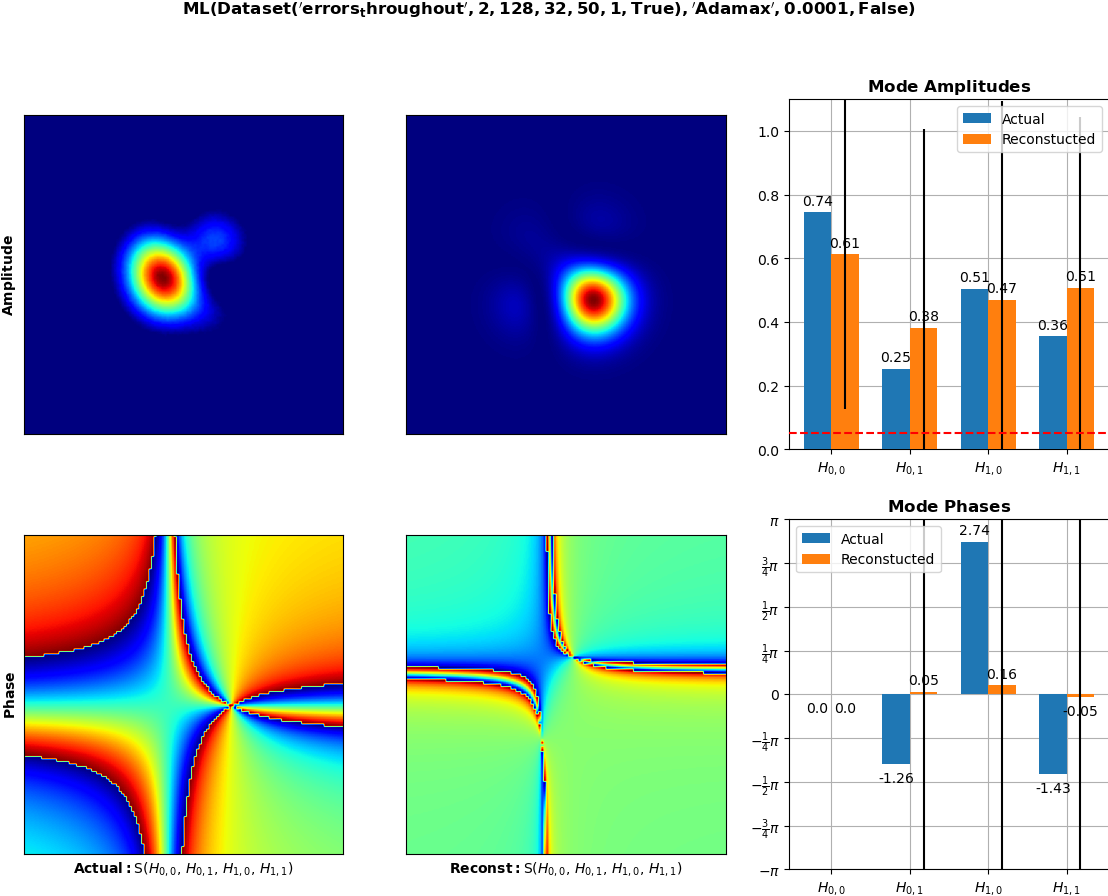 ML(Dataset('errors_throughout', 2, 128, 32, 50, 1, True), 'Adamax', 0.0001, False)
Mode Amplitudes
Amplitude
Actual
Reconstucted
1.0
0.8
0.6
0.4
0.2
0.0
0.74
0.61
0.25
0.38
0.51
0.47
0.36
0.51
H0,0
H0,1
H1,0
H1,1
Mode Phases
Phase
Actual
Reconstucted
π
3/4π
1/2π
1/4π
0
−1/4π
−1/2π
−3/4π
−π
0.0
0.0
-1.26
0.05
2.74
0.16
-1.43
-0.05
H0,0
H0,1
H1,0
H1,1
Actual: S(H0,0, H0,1, H1,0, H1,1)
Reconst: S(H0,0, H0,1, H1,0, H1,1)